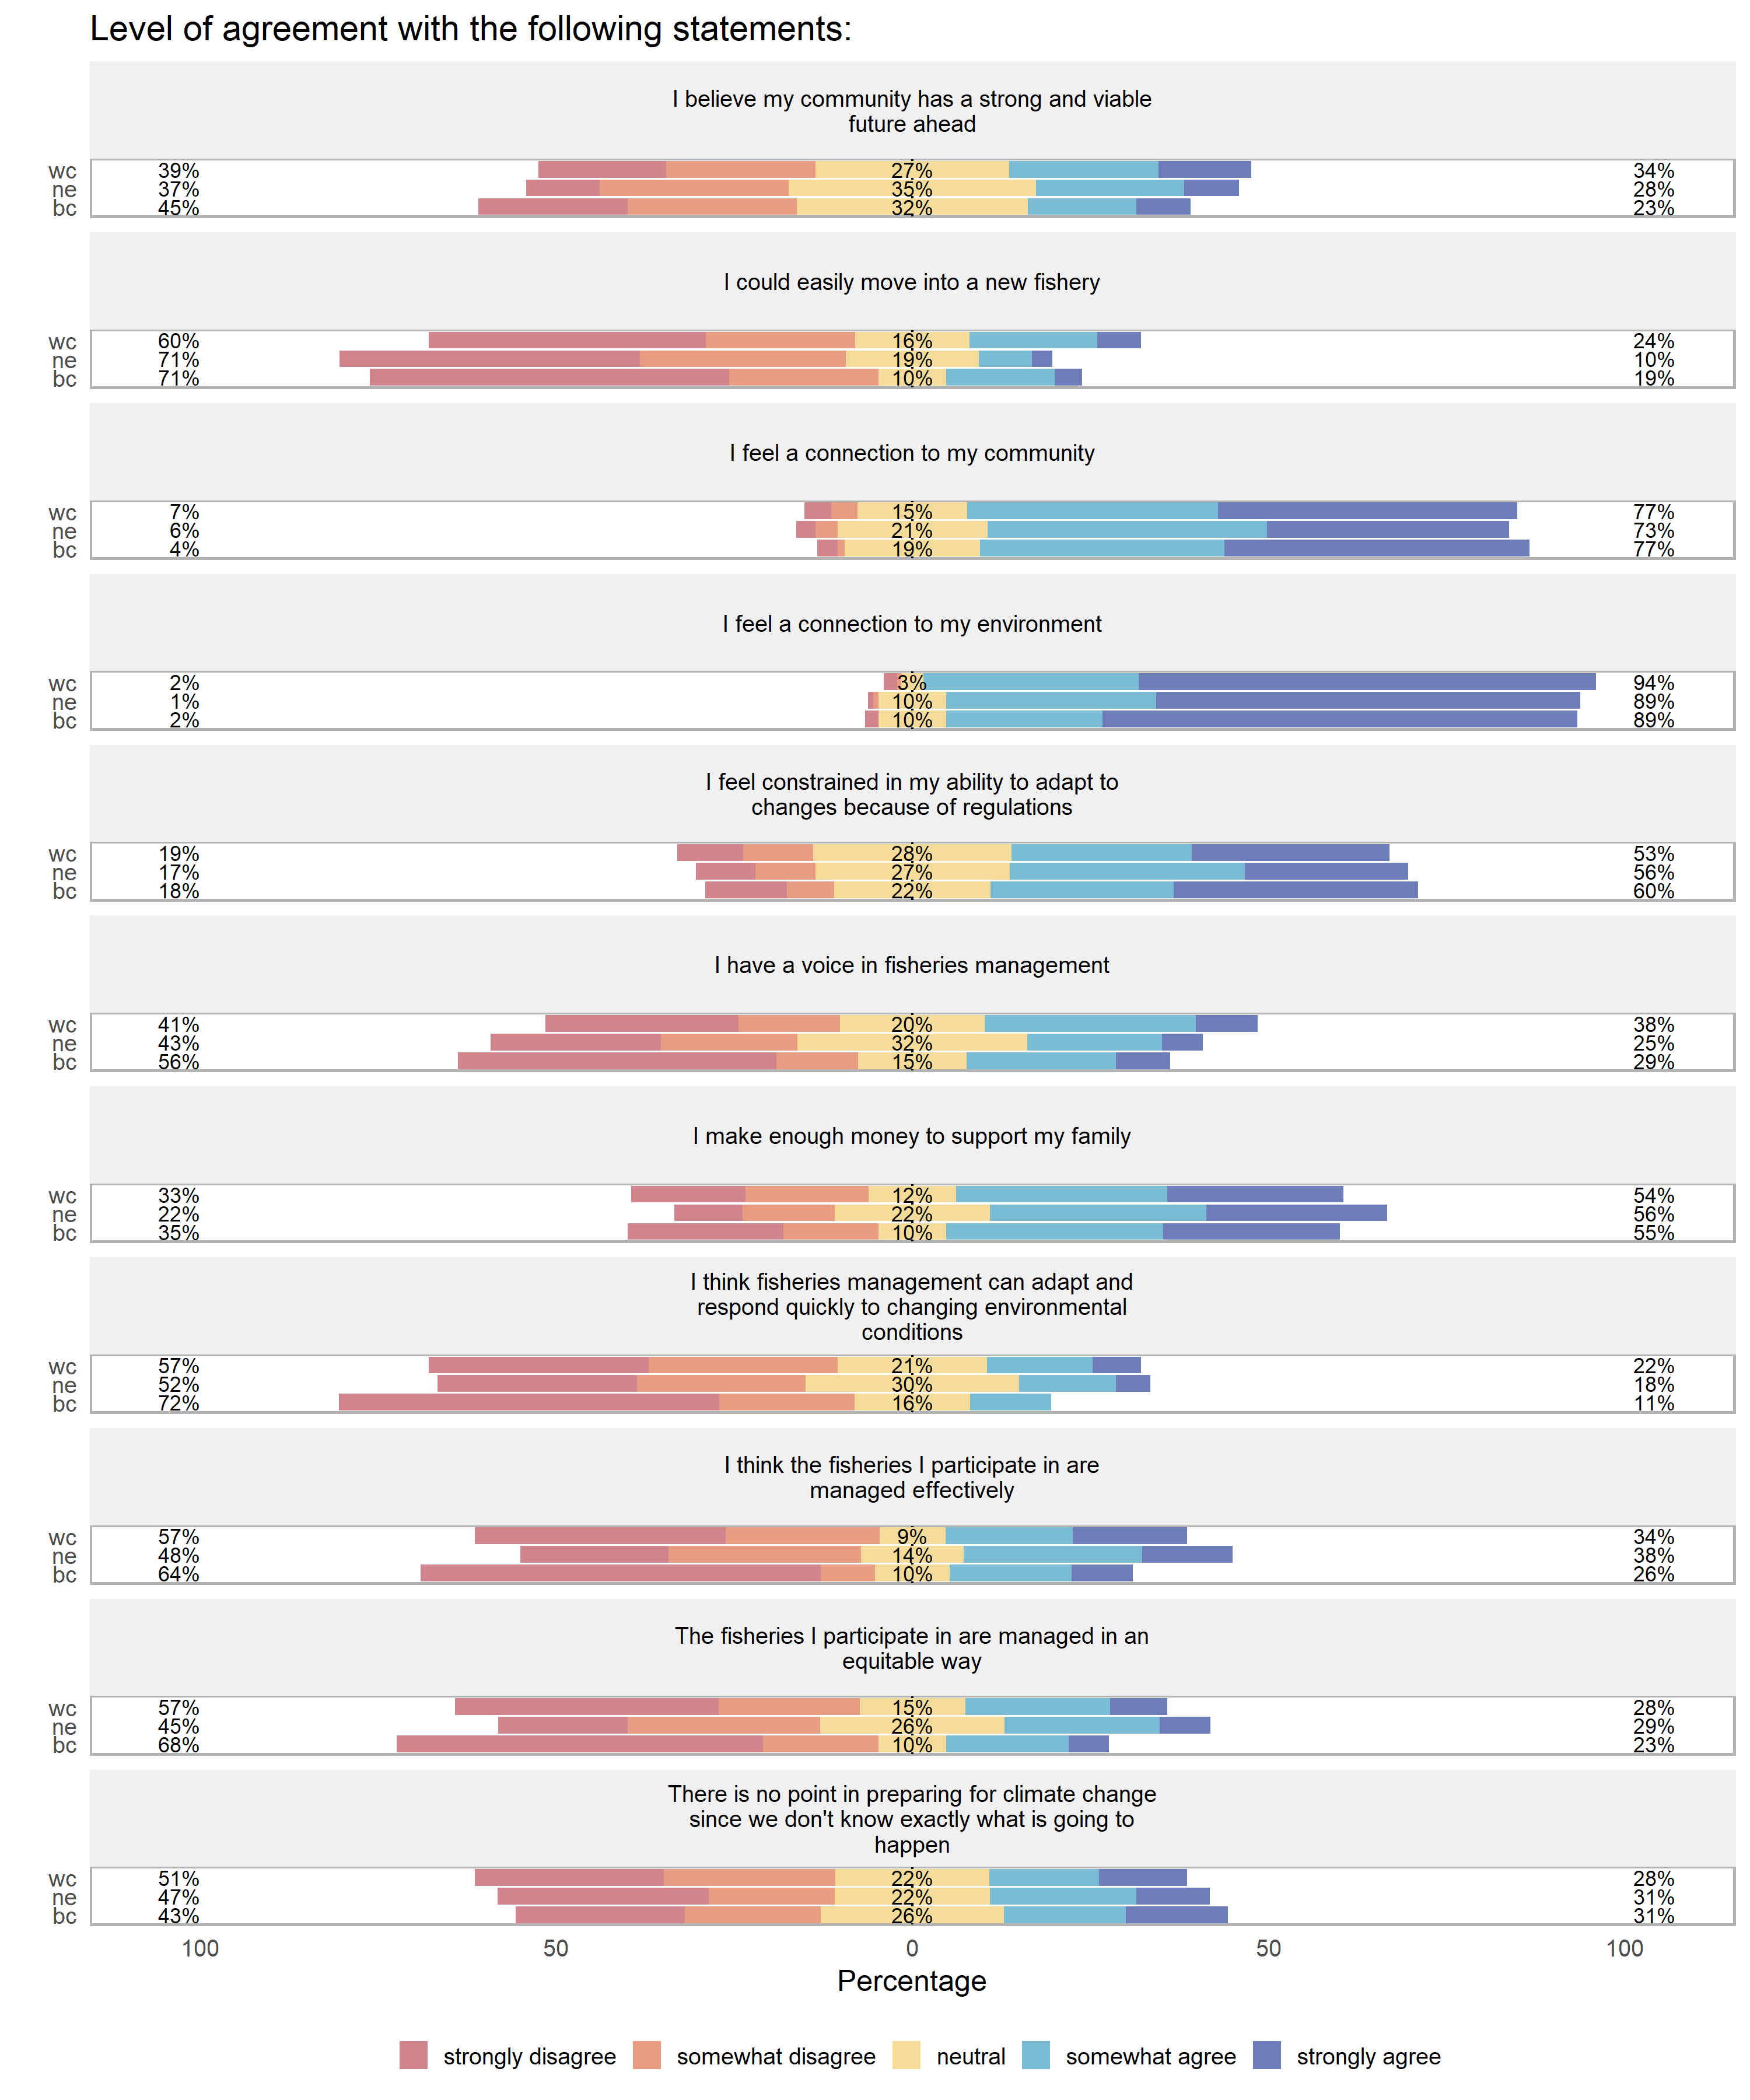 Level of agreement with the following statements:
I believe my community has a strong and viable
future ahead
wc 39% 27% 34%
ne 37% 35% 28%
bc 45% 32% 23%
I could easily move into a new fishery
wc 60% 16% 24%
ne 71% 19% 10%
bc 71% 10% 19%
I feel a connection to my community
wc 7% 15% 77%
ne 6% 21% 73%
bc 4% 19% 77%
I feel a connection to my environment
wc 2% 3% 94%
ne 1% 10% 89%
bc 2% 10% 89%
I feel constrained in my ability to adapt to
changes because of regulations
wc 19% 28% 53%
ne 17% 27% 56%
bc 18% 22% 60%
I have a voice in fisheries management
wc 41% 20% 38%
ne 43% 32% 25%
bc 56% 15% 29%
I make enough money to support my family
wc 33% 12% 54%
ne 22% 22% 56%
bc 35% 10% 55%
I think fisheries management can adapt and
respond quickly to changing environmental
conditions
wc 57% 21% 22%
ne 52% 30% 18%
bc 72% 16% 11%
I think the fisheries I participate in are
managed effectively
wc 57% 9% 34%
ne 48% 14% 38%
bc 64% 10% 26%
The fisheries I participate in are managed in an
equitable way
wc 57% 15% 28%
ne 45% 26% 29%
bc 68% 10% 23%
There is no point in preparing for climate change
since we don't know exactly what is going to
happen
wc 51% 22% 28%
ne 47% 22% 31%
bc 43% 26% 31%
100 50 0 50 100
Percentage
strongly disagree somewhat disagree neutral somewhat agree strongly agree